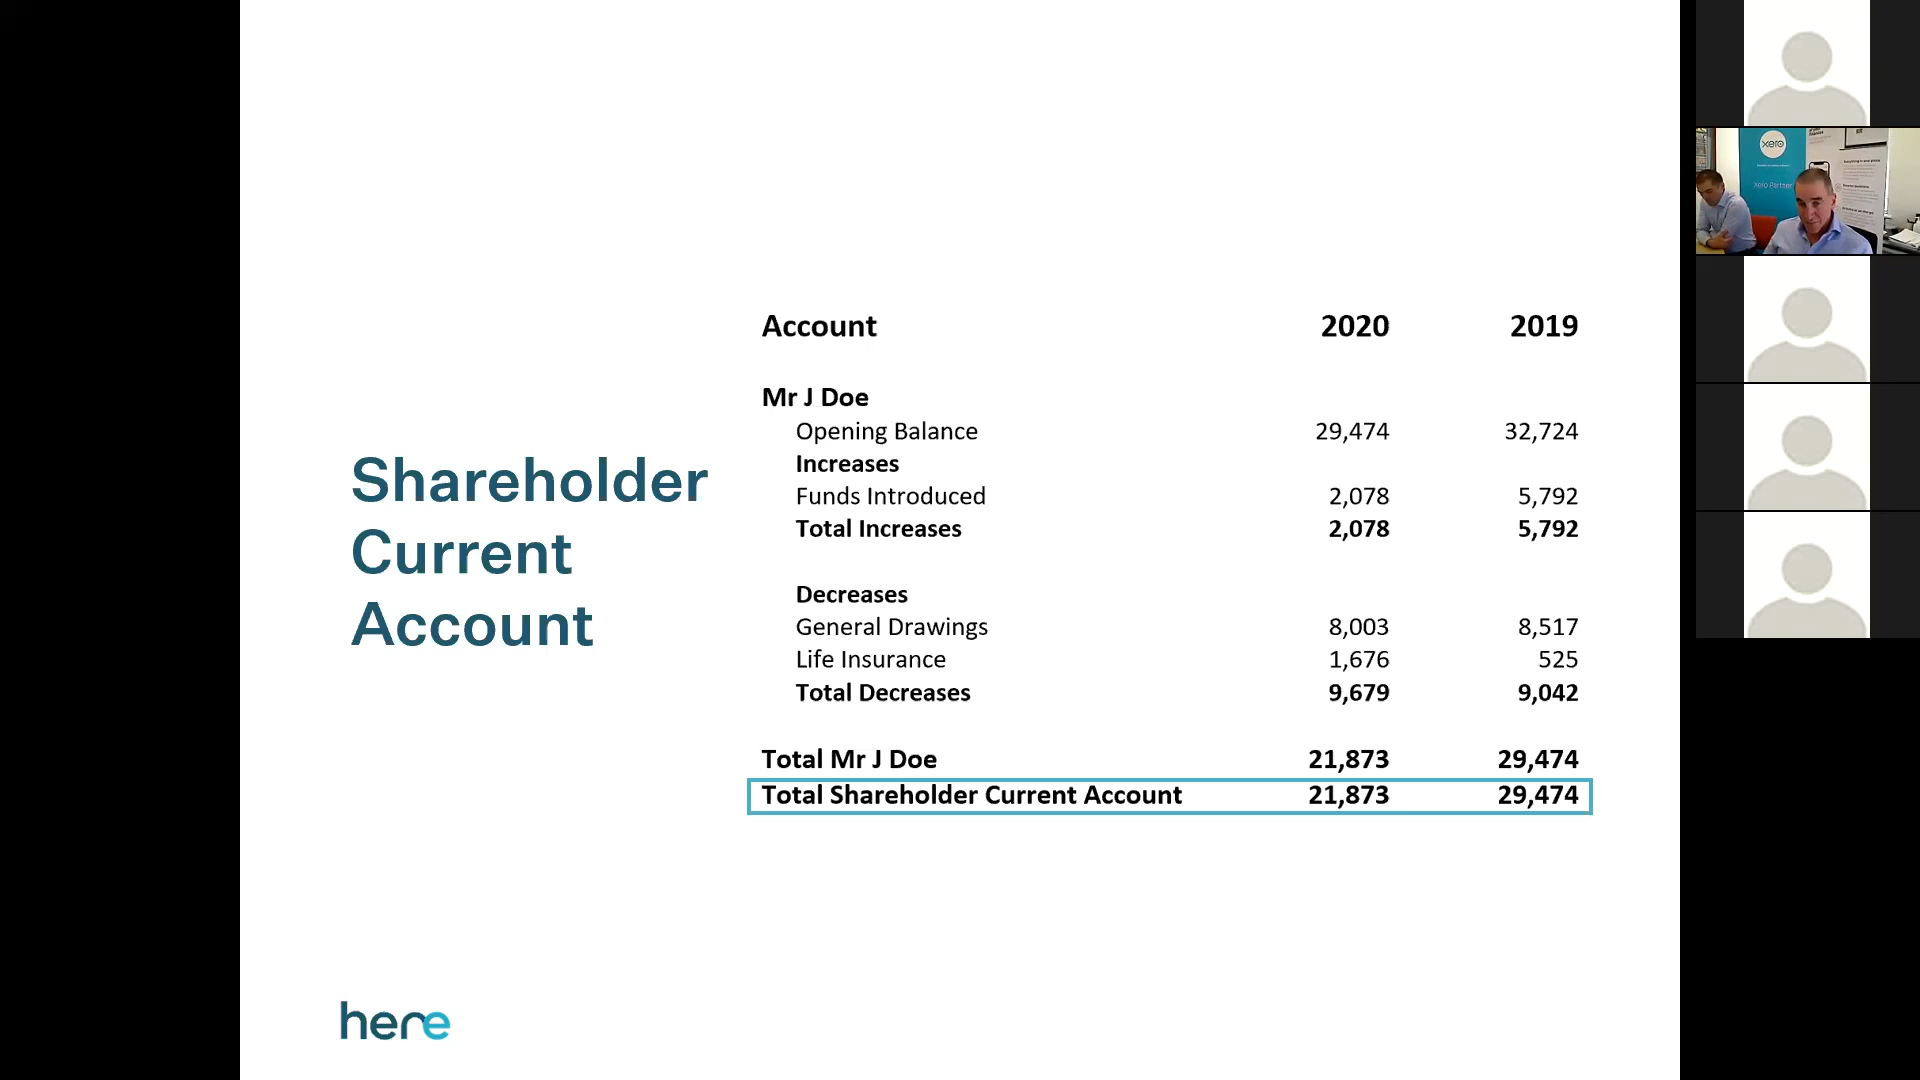 Shareholder
Current
Account
Account 2020 2019
Mr J Doe
Opening Balance 29,474 32,724
Increases
Funds Introduced 2,078 5,792
Total Increases 2,078 5,792
Decreases
General Drawings 8,003 8,517
Life Insurance 1,676 525
Total Decreases 9,679 9,042
Total Mr J Doe 21,873 29,474
Total Shareholder Current Account 21,873 29,474
here
xero
Xero Partner